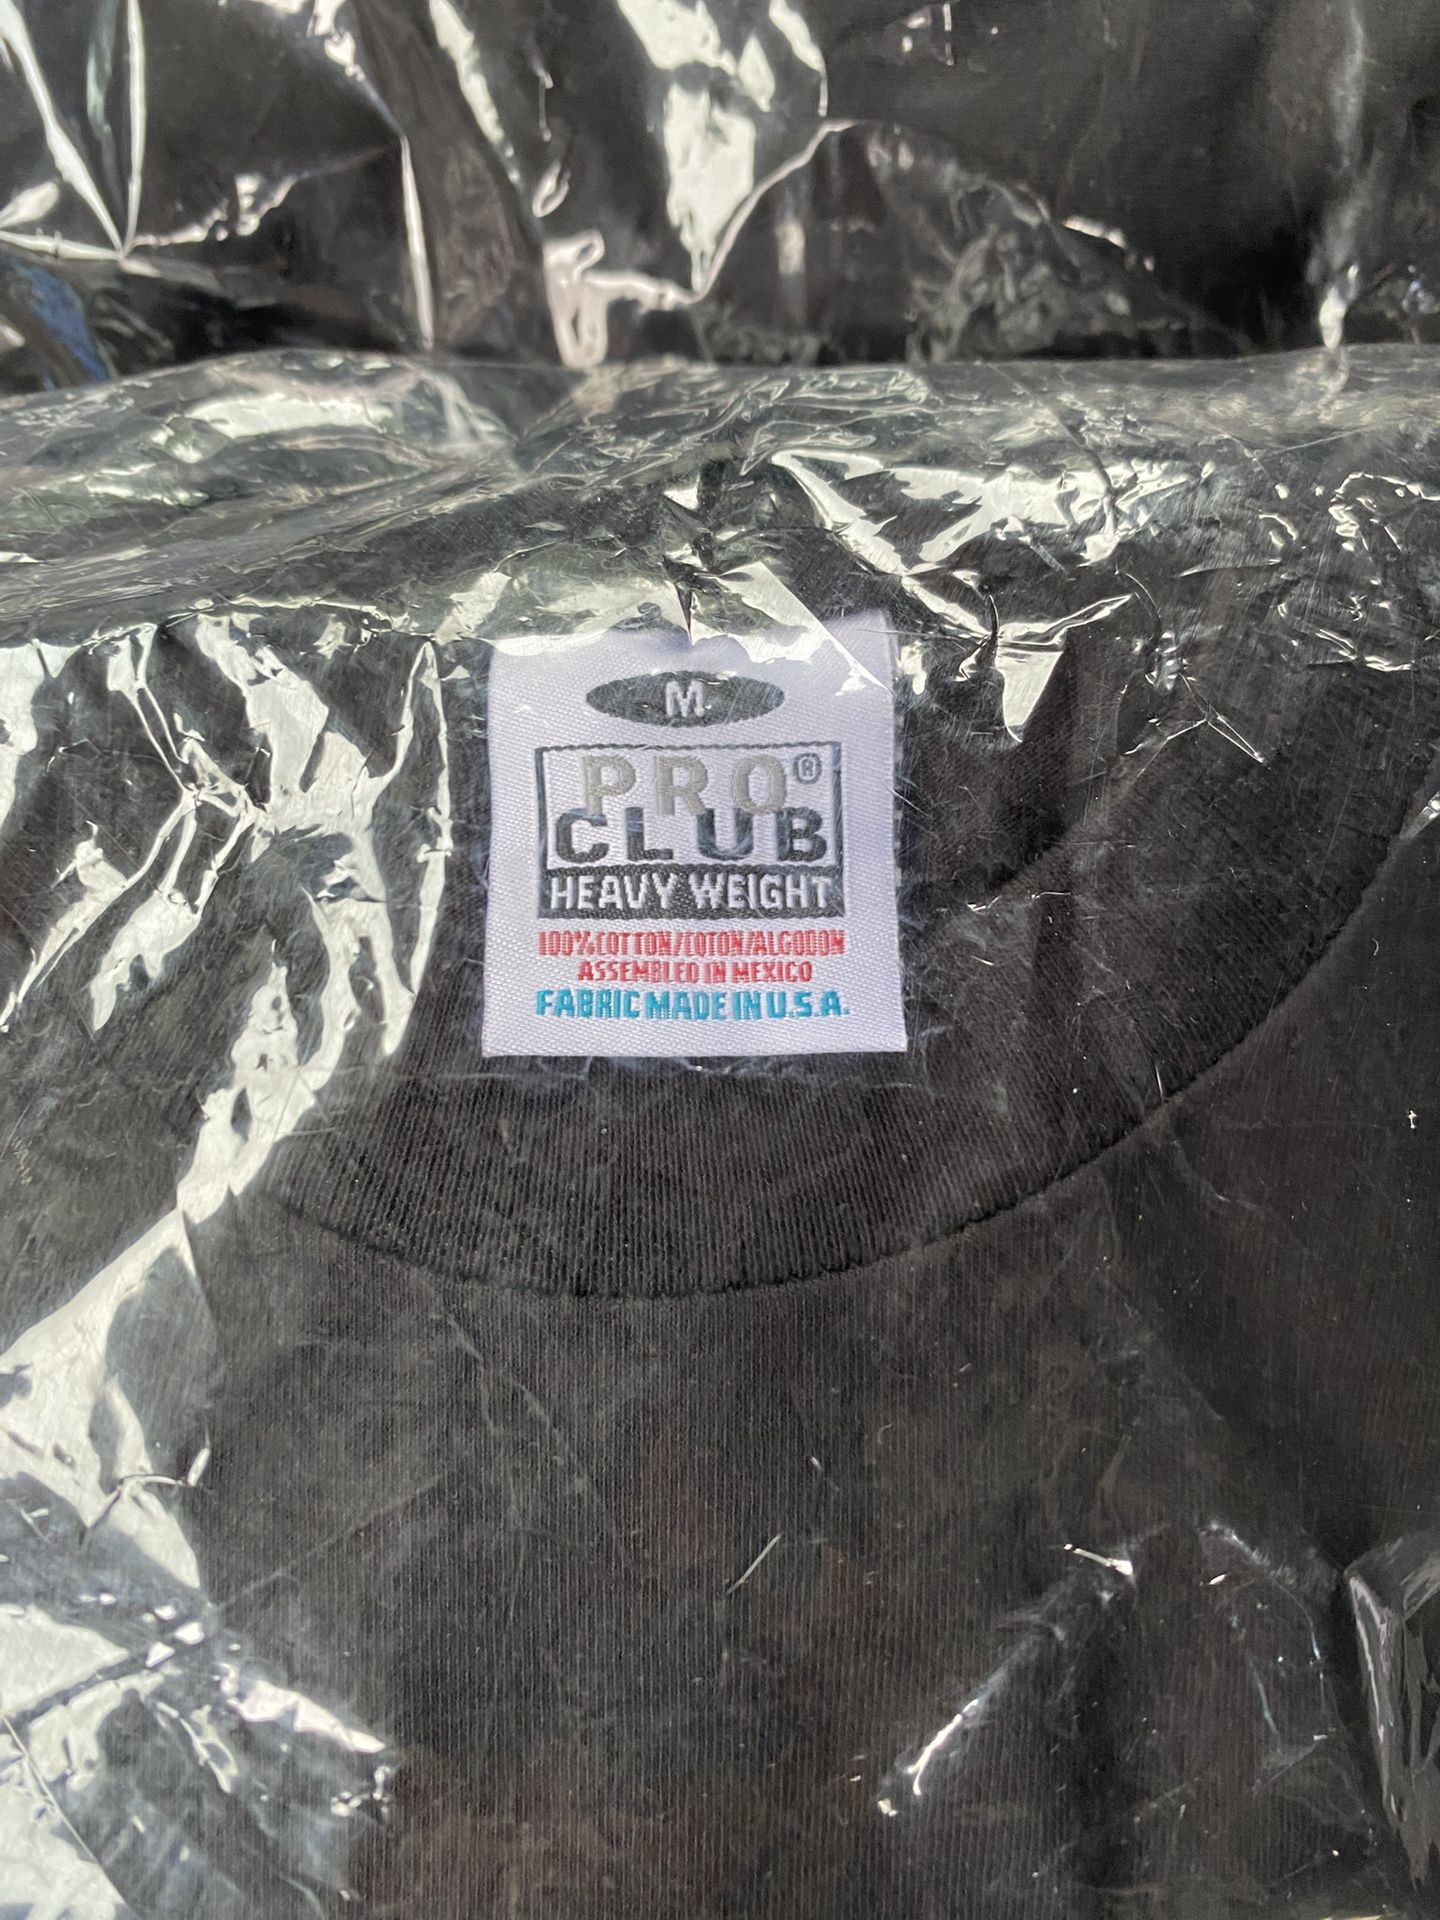 M
PRO®
CLUB
HEAVY WEIGHT
100% COTTON/COTON/ALGODON
ASSEMBLED IN MEXICO
FABRIC MADE IN U.S.A.